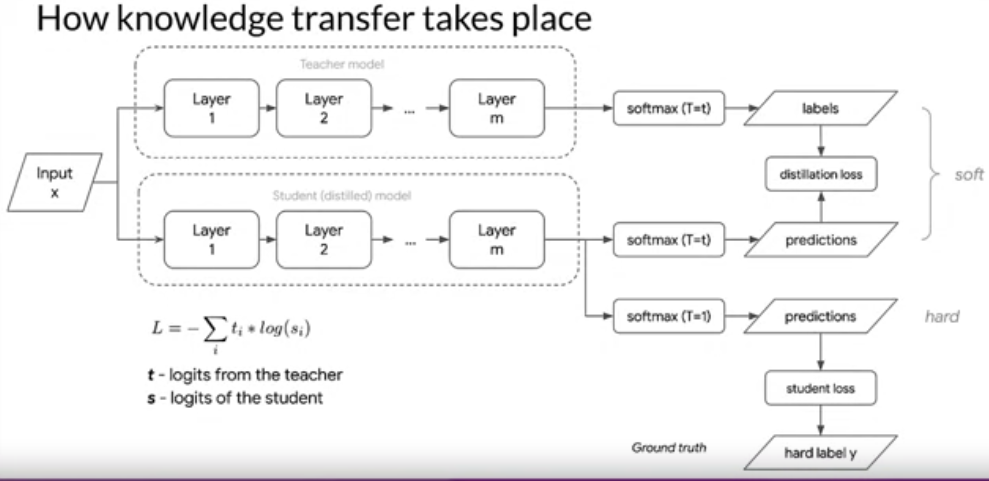 How knowledge transfer takes place
Teacher model
Layer 1
Layer 2
...
Layer m
softmax (T=t)
labels
Input x
distillation loss
soft
Student (distilled) model
Layer 1
Layer 2
...
Layer m
softmax (T=t)
predictions
softmax (T=1)
predictions
hard
L = -∑_i t_i * log(s_i)
t - logits from the teacher
s - logits of the student
student loss
Ground truth
hard label y